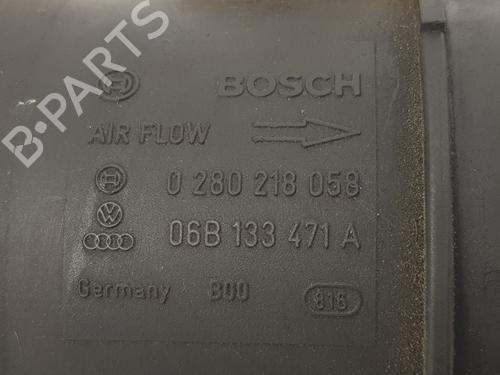 BOSCH
AIR FLOW
0 280 218 058
06B 133 471 A
Germany B00 816
B-PARTS